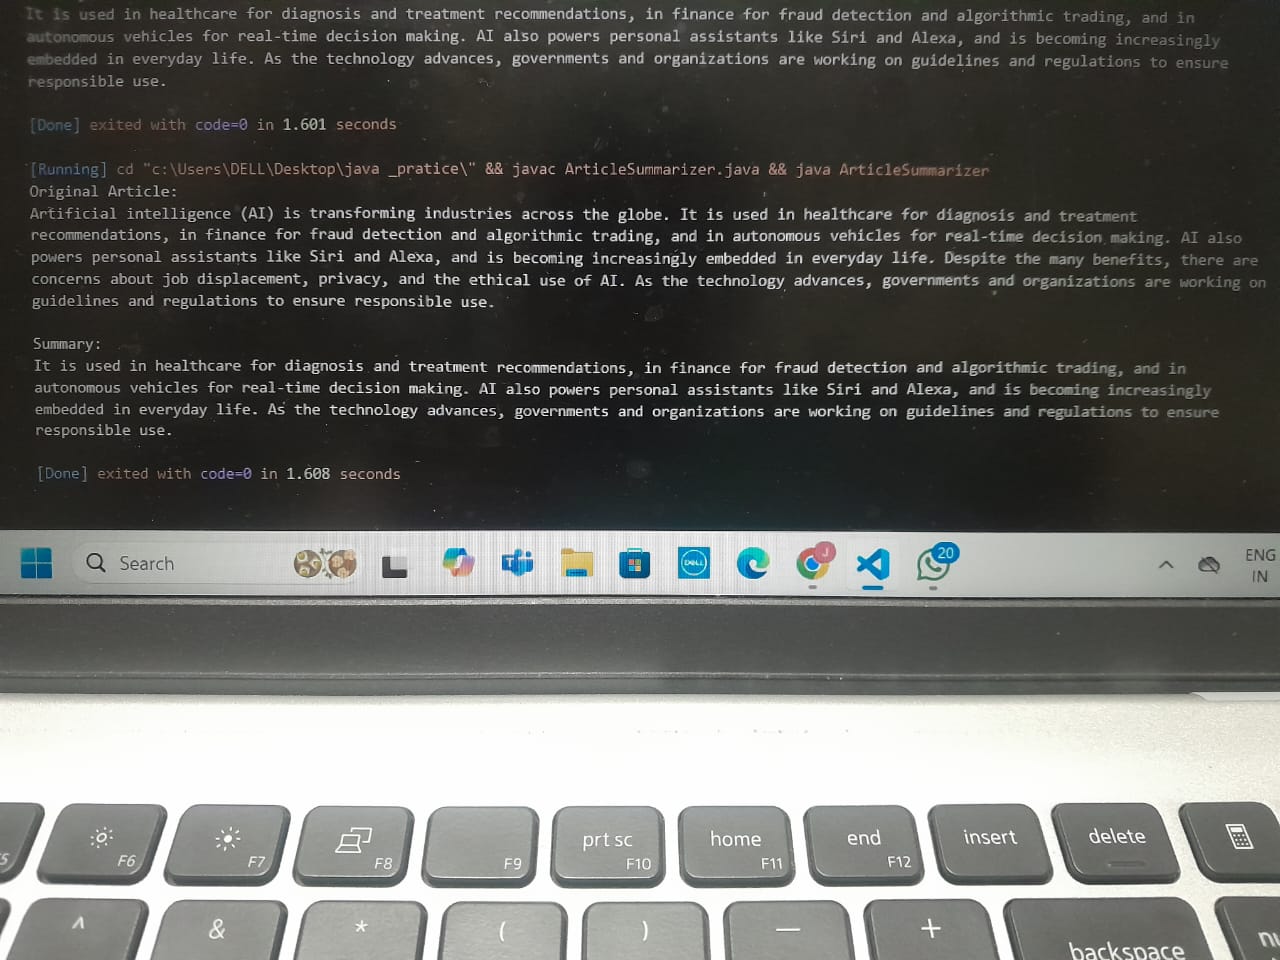 It is used in healthcare for diagnosis and treatment recommendations, in finance for fraud detection and algorithmic trading, and in
autonomous vehicles for real-time decision making. AI also powers personal assistants like Siri and Alexa, and is becoming increasingly
embedded in everyday life. As the technology advances, governments and organizations are working on guidelines and regulations to ensure
responsible use.
[Done] exited with code=0 in 1.601 seconds
[Running] cd "c:\Users\DELL\Desktop\java _pratice\" && javac ArticleSummarizer.java && java ArticleSummarizer
Original Article:
Artificial intelligence (AI) is transforming industries across the globe. It is used in healthcare for diagnosis and treatment
recommendations, in finance for fraud detection and algorithmic trading, and in autonomous vehicles for real-time decision making. AI also
powers personal assistants like Siri and Alexa, and is becoming increasingly embedded in everyday life. Despite the many benefits, there are
concerns about job displacement, privacy, and the ethical use of AI. As the technology advances, governments and organizations are working on
guidelines and regulations to ensure responsible use.
Summary:
It is used in healthcare for diagnosis and treatment recommendations, in finance for fraud detection and algorithmic trading, and in
autonomous vehicles for real-time decision making. AI also powers personal assistants like Siri and Alexa, and is becoming increasingly
embedded in everyday life. As the technology advances, governments and organizations are working on guidelines and regulations to ensure
responsible use.
[Done] exited with code=0 in 1.608 seconds
Search
DELL
J
20
ENG
IN
F6
F7
F8
F9
prt sc
F10
home
F11
end
F12
insert
delete
^
&
*
(
)
—
+
backspace